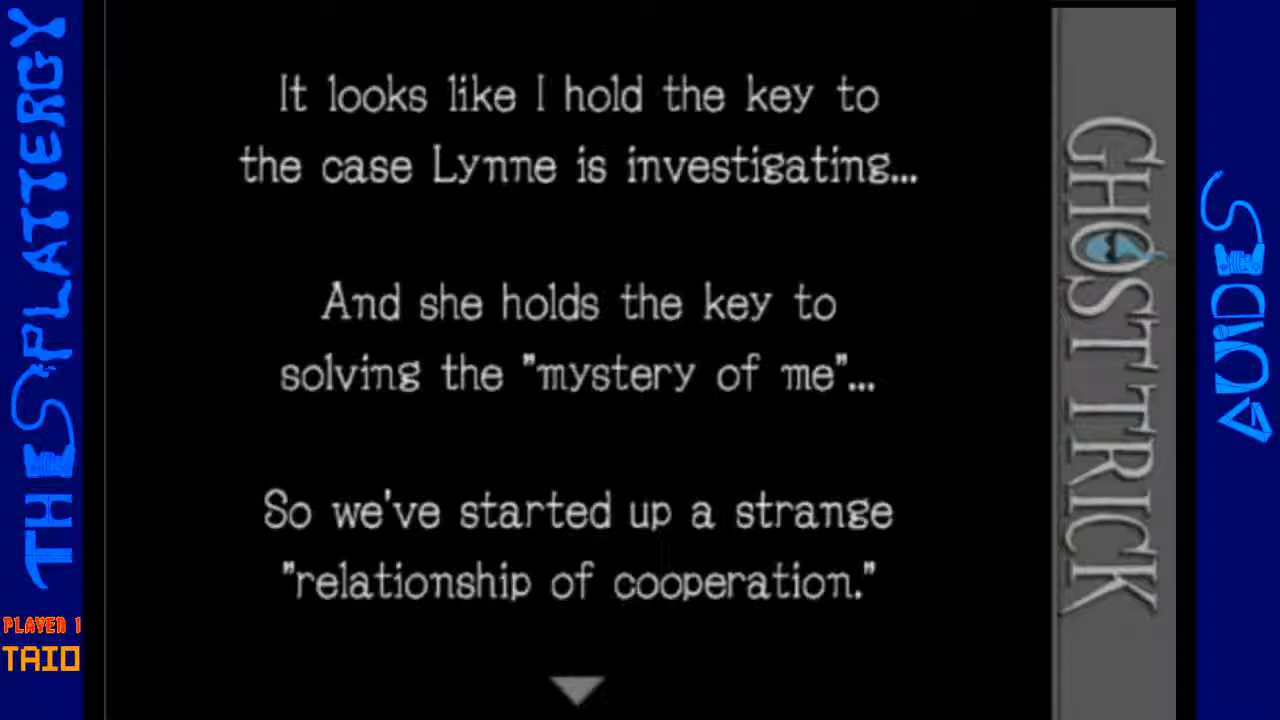 THE SPLATTERGY
PLAYER 1
TAIO
It looks like I hold the key to
the case Lynne is investigating...
And she holds the key to
solving the "mystery of me"...
So we've started up a strange
"relationship of cooperation."
GHOST TRICK
GUIDES